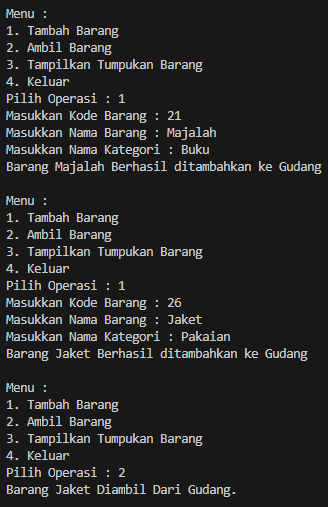 Menu :
1. Tambah Barang
2. Ambil Barang
3. Tampilkan Tumpukan Barang
4. Keluar
Pilih Operasi : 1
Masukkan Kode Barang : 21
Masukkan Nama Barang : Majalah
Masukkan Nama Kategori : Buku
Barang Majalah Berhasil ditambahkan ke Gudang
Menu :
1. Tambah Barang
2. Ambil Barang
3. Tampilkan Tumpukan Barang
4. Keluar
Pilih Operasi : 1
Masukkan Kode Barang : 26
Masukkan Nama Barang : Jaket
Masukkan Nama Kategori : Pakaian
Barang Jaket Berhasil ditambahkan ke Gudang
Menu :
1. Tambah Barang
2. Ambil Barang
3. Tampilkan Tumpukan Barang
4. Keluar
Pilih Operasi : 2
Barang Jaket Diambil Dari Gudang.